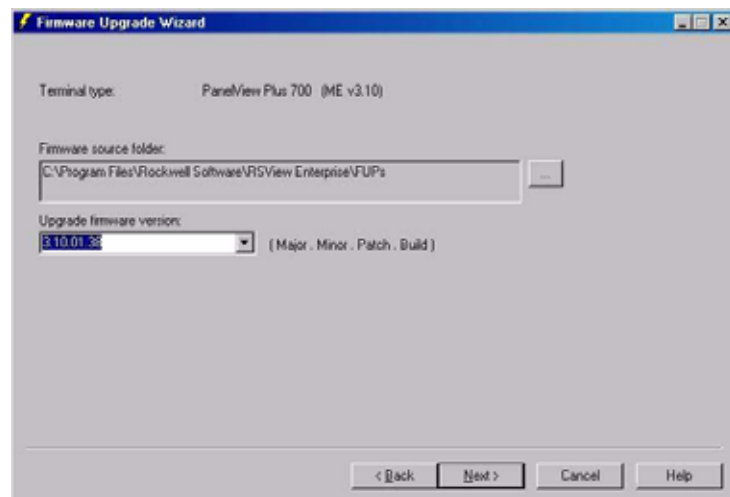 Firmware Upgrade Wizard
Terminal type: PanelView Plus 700 (ME v3.10)
Firmware source folder:
C:\Program Files\Rockwell Software\RSView Enterprise\FUPs
...
Upgrade firmware version:
3.10.01.38 ( Major . Minor . Patch . Build )
< Back Next > Cancel Help